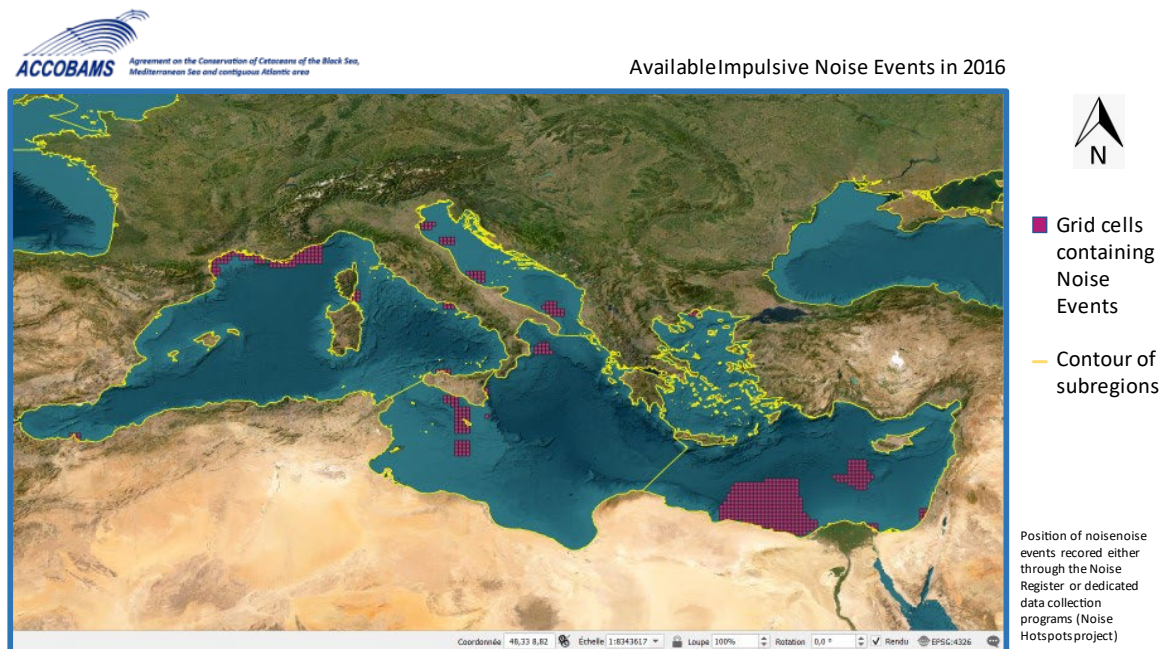 ACCOBAMS
Agreement on the Conservation of Cetaceans of the Black Sea,
Mediterranean Sea and contiguous Atlantic area
AvailableImpulsive Noise Events in 2016
N
Grid cells
containing
Noise
Events
Contour of
subregions
Position of noisenoise
events recored either
through the Noise
Register or dedicated
data collection
programs (Noise
Hotspotsproject)
Coordonnée 48,33 8,82 Échelle 1:8343617 Loupe 100% Rotation 0,0 ° Rendu EPSG:4326